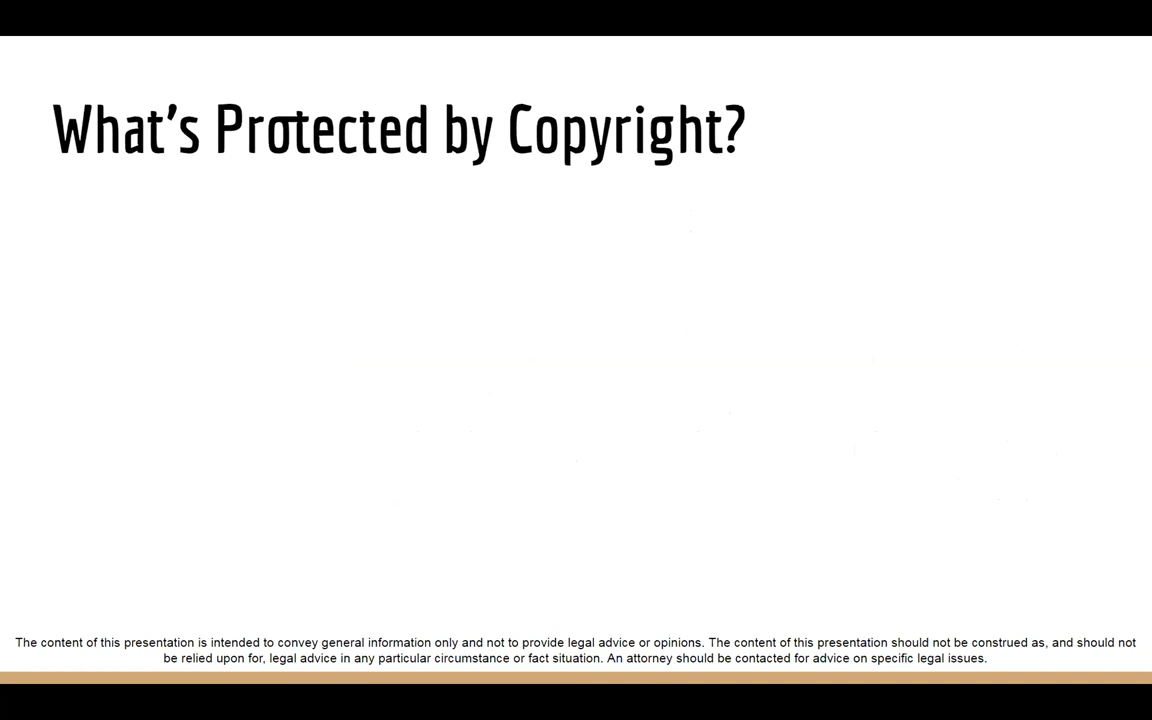 What's Protected by Copyright?
The content of this presentation is intended to convey general information only and not to provide legal advice or opinions. The content of this presentation should not be construed as, and should not
be relied upon for, legal advice in any particular circumstance or fact situation. An attorney should be contacted for advice on specific legal issues.